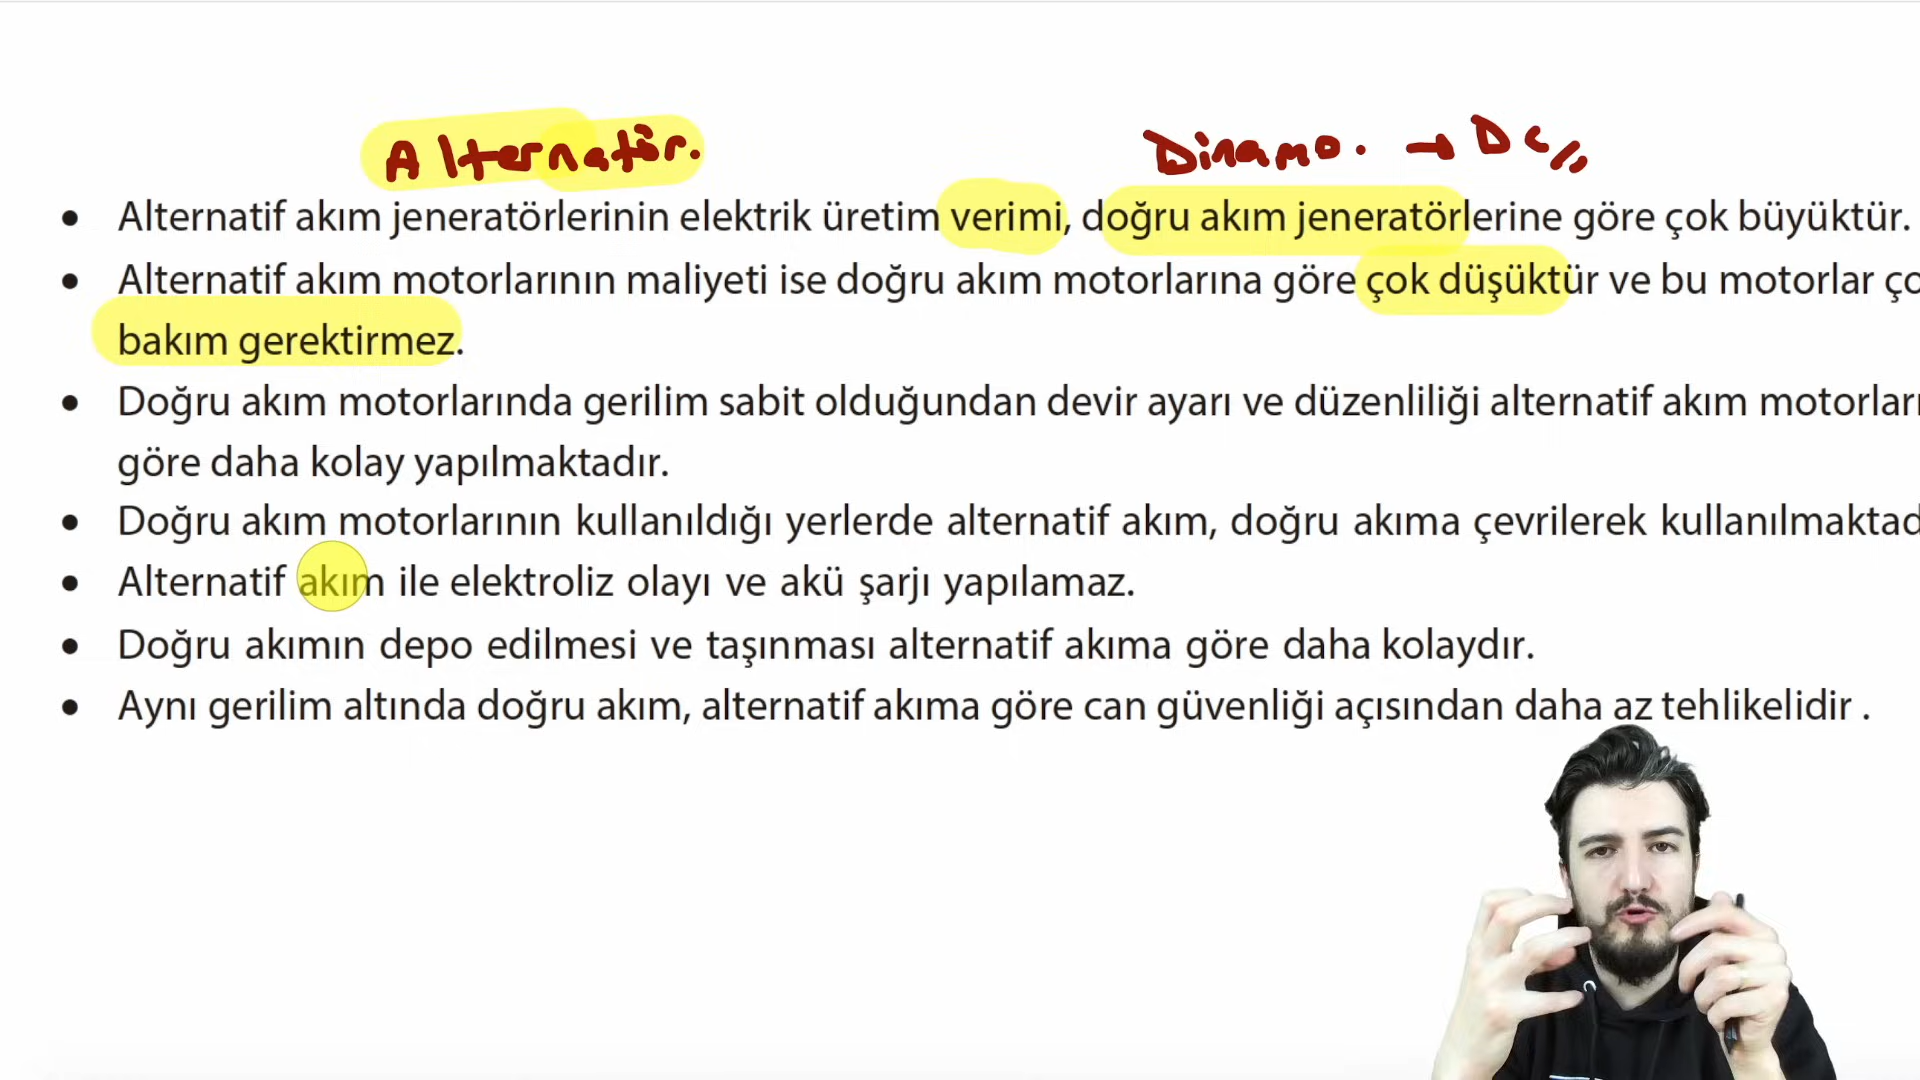 Alternatör. Dinamo. → DC//
• Alternatif akım jeneratörlerinin elektrik üretim verimi, doğru akım jeneratörlerine göre çok büyüktür.
• Alternatif akım motorlarının maliyeti ise doğru akım motorlarına göre çok düşüktür ve bu motorlar ço
bakım gerektirmez.
• Doğru akım motorlarında gerilim sabit olduğundan devir ayarı ve düzenliliği alternatif akım motorları
göre daha kolay yapılmaktadır.
• Doğru akım motorlarının kullanıldığı yerlerde alternatif akım, doğru akıma çevrilerek kullanılmaktad
• Alternatif akım ile elektroliz olayı ve akü şarjı yapılamaz.
• Doğru akımın depo edilmesi ve taşınması alternatif akıma göre daha kolaydır.
• Aynı gerilim altında doğru akım, alternatif akıma göre can güvenliği açısından daha az tehlikelidir .